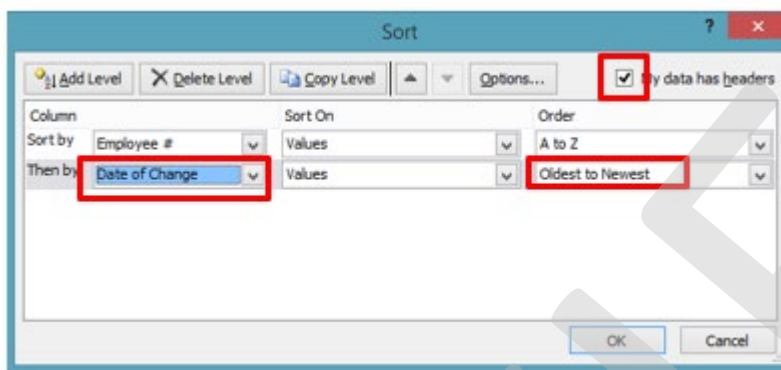 Sort ?
Add Level Delete Level Copy Level Options... My data has headers
Column Sort On Order
Sort by Employee # Values A to Z
Then by Date of Change Values Oldest to Newest
OK Cancel